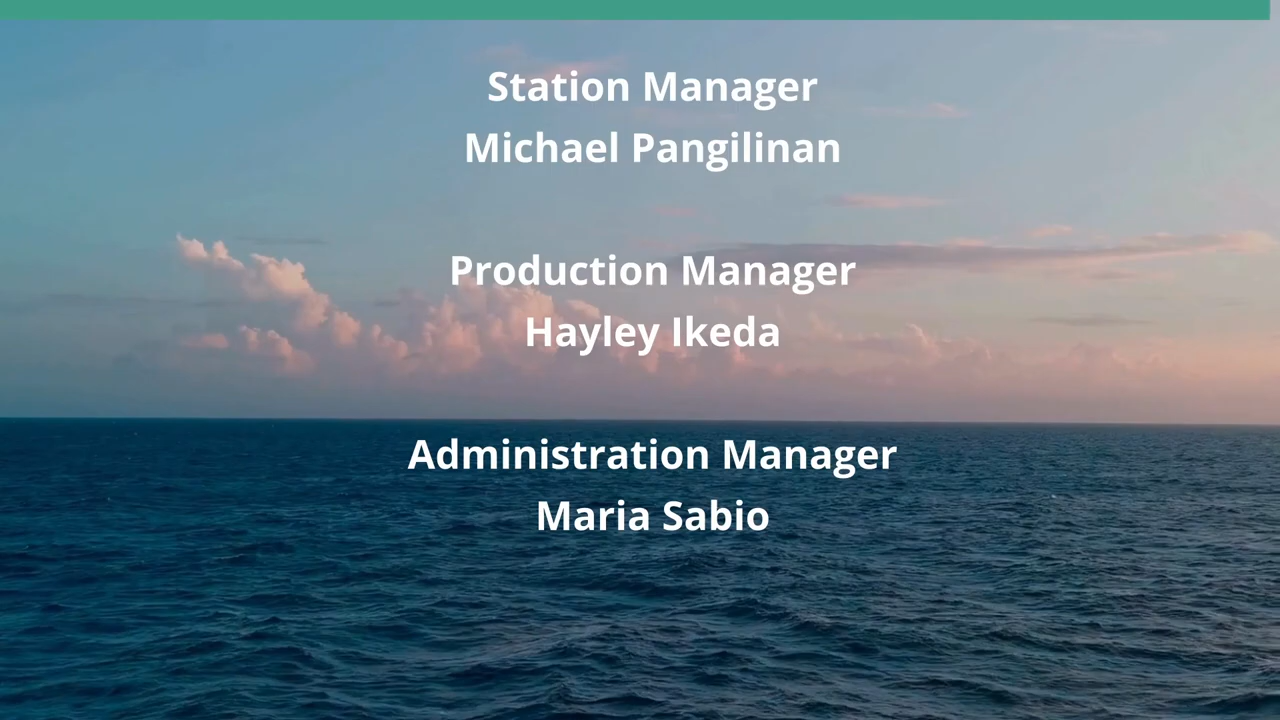 Station Manager
Michael Pangilinan
Production Manager
Hayley Ikeda
Administration Manager
Maria Sabio